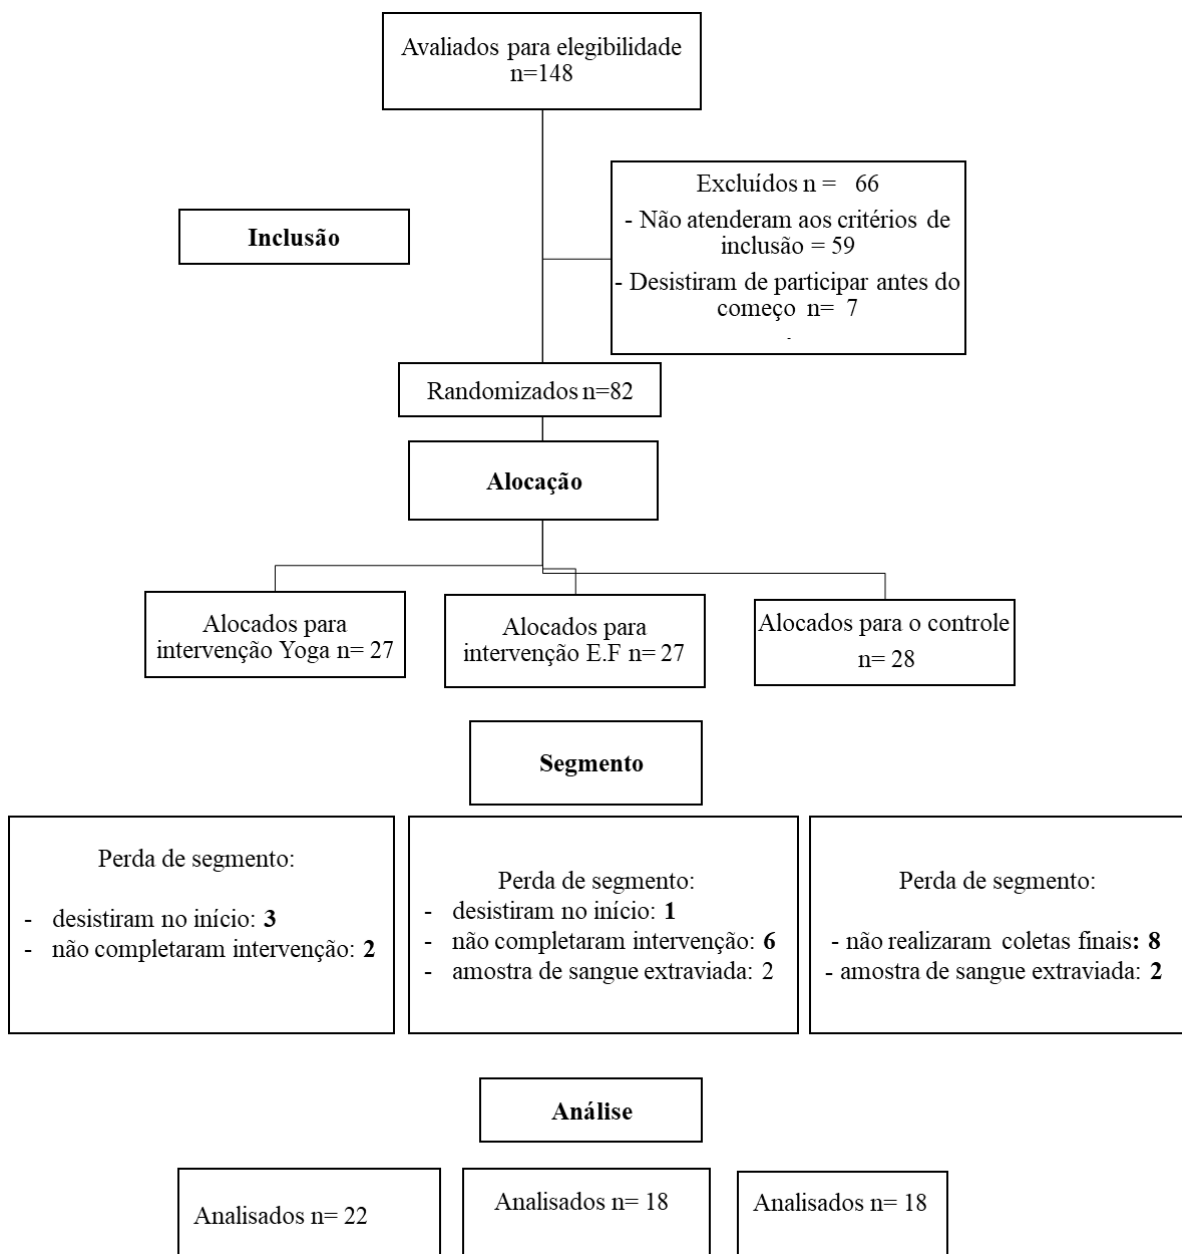 Avaliados para elegibilidade
n=148
Excluídos n =   66
- Não atenderam aos critérios de
inclusão = 59
- Desistiram de participar antes do
começo  n=  7
.
Inclusão
Randomizados n=82
Alocação
Alocados para
intervenção Yoga n= 27
Alocados para
intervenção E.F n= 27
Alocados para o controle
n= 28
Segmento
Perda de segmento:
-   desistiram no início: 3
-   não completaram intervenção: 2
Perda de segmento:
-   desistiram no início: 1
-   não completaram intervenção: 6
-   amostra de sangue extraviada: 2
Perda de segmento:
- não realizaram coletas finais: 8
- amostra de sangue extraviada: 2
Análise
Analisados n= 22
Analisados n= 18
Analisados n= 18